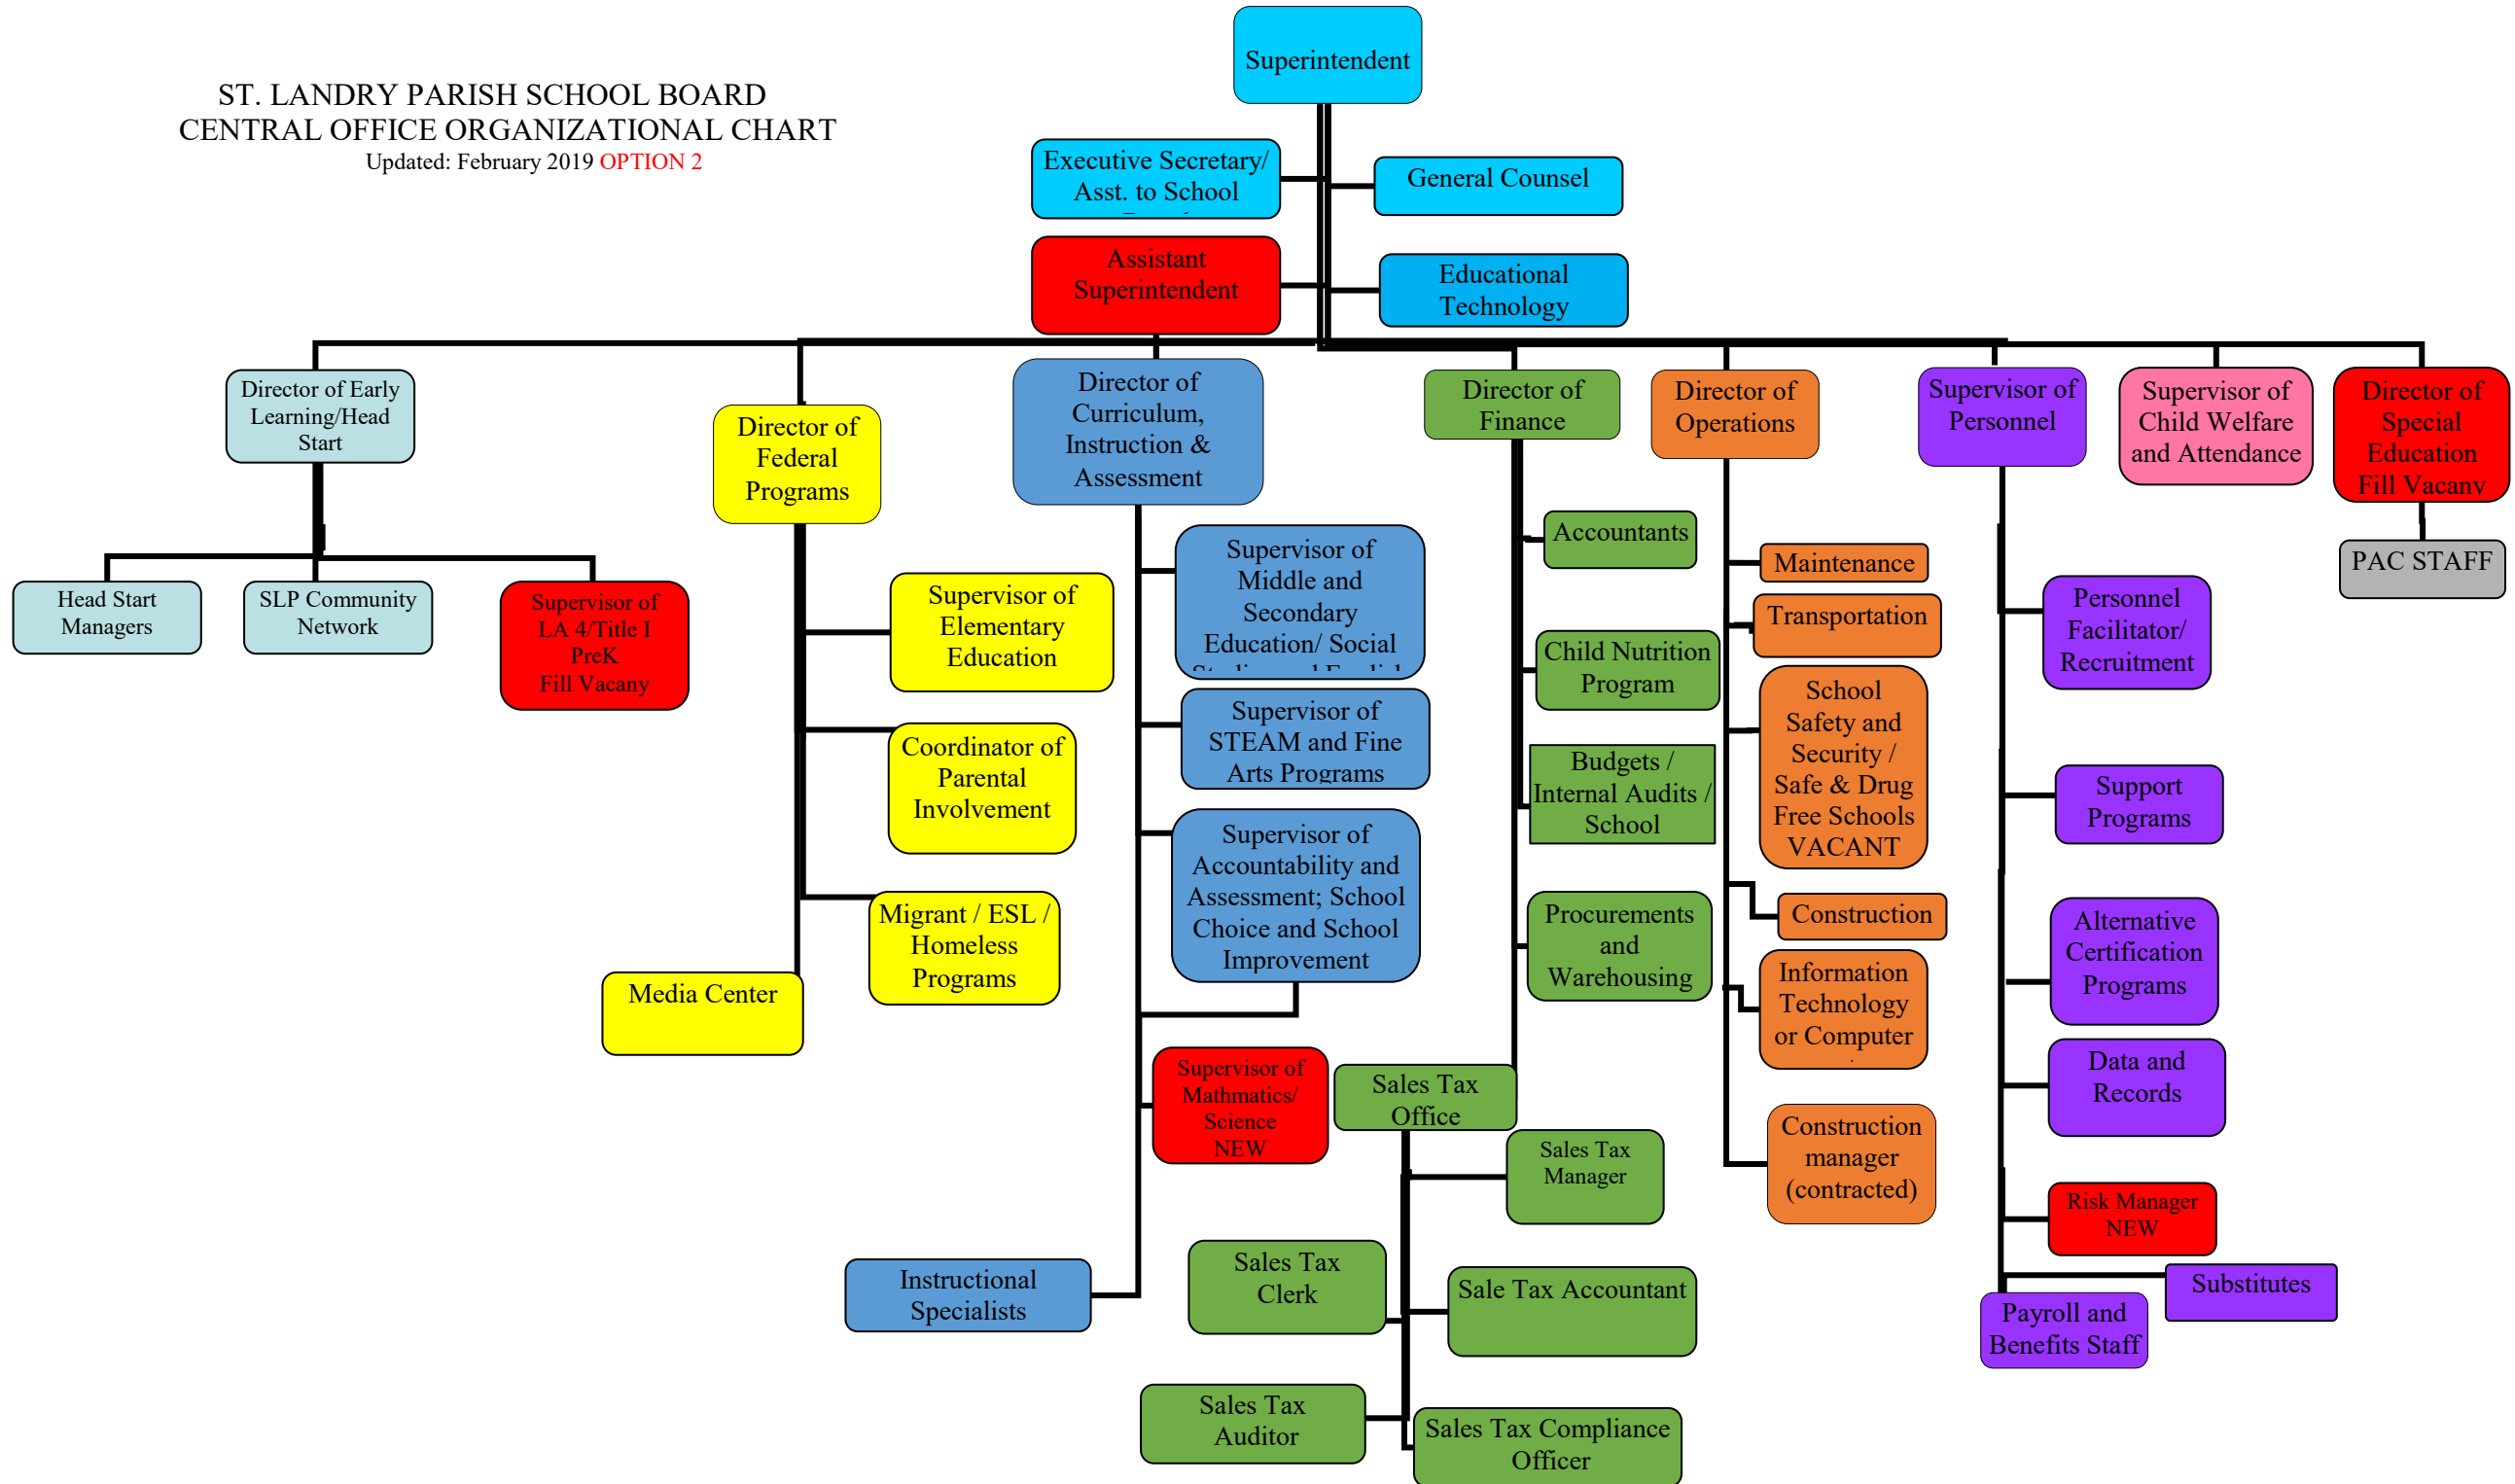 Superintendent
ST. LANDRY PARISH SCHOOL BOARD
CENTRAL OFFICE ORGANIZATIONAL CHART
Updated: February 2019 OPTION 2
Executive Secretary/
Asst. to School
General Counsel
Assistant
Superintendent
Educational
Technology
Director of Early
Learning/Head
Start
Director of
Federal
Programs
Director of
Curriculum,
Instruction &
Assessment
Director of
Finance
Director of
Operations
Supervisor of
Personnel
Supervisor of
Child Welfare
and Attendance
Director of
Special
Education
Fill Vacany
Head Start
Managers
SLP Community
Network
Supervisor of
LA 4/Title I
PreK
Fill Vacany
Supervisor of
Elementary
Education
Coordinator of
Parental
Involvement
Migrant / ESL /
Homeless
Programs
Media Center
Supervisor of
Middle and
Secondary
Education/ Social
Studies and English
Supervisor of
STEAM and Fine
Arts Programs
Supervisor of
Accountability and
Assessment; School
Choice and School
Improvement
Supervisor of
Mathmatics/
Science
NEW
Instructional
Specialists
Accountants
Child Nutrition
Program
Budgets /
Internal Audits /
School
Procurements
and
Warehousing
Sales Tax
Office
Sales Tax
Manager
Sales Tax
Clerk
Sale Tax Accountant
Sales Tax
Auditor
Sales Tax Compliance
Officer
Maintenance
Transportation
School
Safety and
Security /
Safe & Drug
Free Schools
VACANT
Construction
Information
Technology
or Computer
Construction
manager
(contracted)
Personnel
Facilitator/
Recruitment
Support
Programs
Alternative
Certification
Programs
Data and
Records
Risk Manager
NEW
Substitutes
Payroll and
Benefits Staff
PAC STAFF